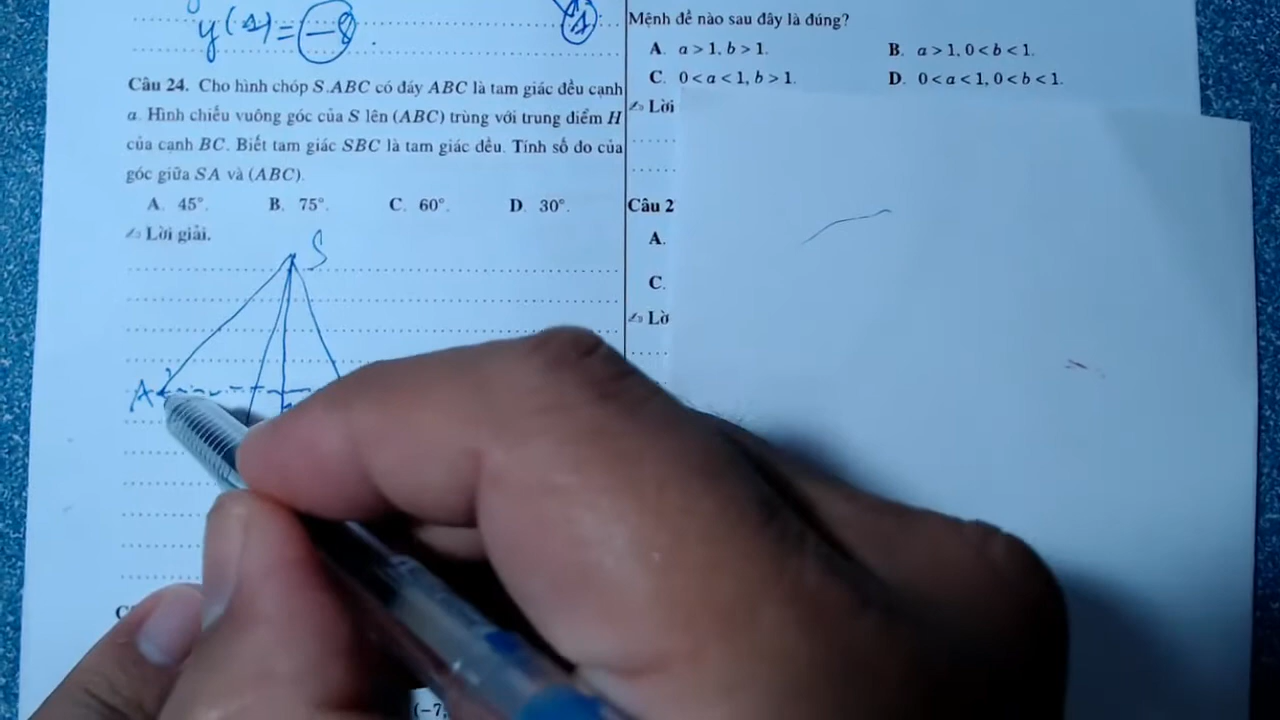 y(1) = -8.
Câu 24. Cho hình chóp S.ABC có đáy ABC là tam giác đều cạnh
a. Hình chiếu vuông góc của S lên (ABC) trùng với trung điểm H
của cạnh BC. Biết tam giác SBC là tam giác đều. Tính số đo của
góc giữa SA và (ABC).
A. 45°. B. 75°. C. 60°. D. 30°.
Lời giải.
S
A
Mệnh đề nào sau đây là đúng?
A. a > 1, b > 1. B. a > 1, 0 < b < 1.
C. 0 < a < 1, b > 1. D. 0 < a < 1, 0 < b < 1.
Lời
Câu 2
A.
C.
Lờ
(−7,